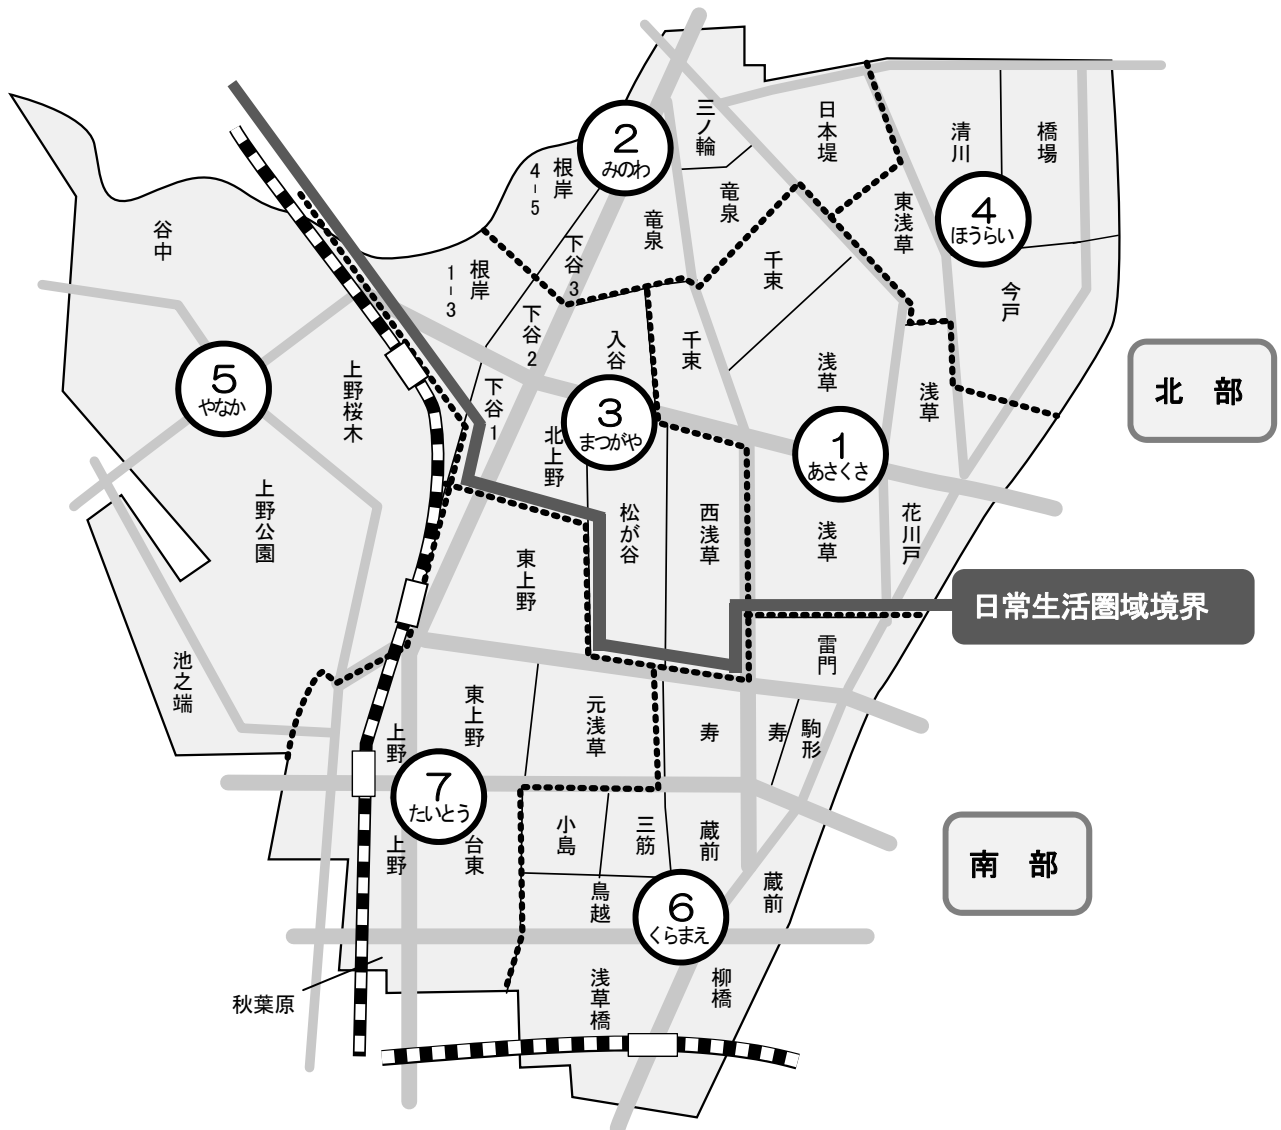 三ノ輪
日本堤
清川
橋場
2
みのわ
根岸
4-5
竜泉
竜泉
東浅草
4
ほうらい
谷中
下谷3
千束
根岸
1-3
今戸
下谷2
入谷
千束
浅草
浅草
北 部
5
やなか
上野桜木
下谷1
3
まつがや
北上野
1
あさくさ
上野公園
松が谷
西浅草
浅草
花川戸
東上野
日常生活圏域境界
雷門
池之端
東上野
元浅草
寿
寿
駒形
上野
7
たいとう
上野
台東
小島
三筋
蔵前
南 部
蔵前
鳥越
6
くらまえ
秋葉原
浅草橋
柳橋